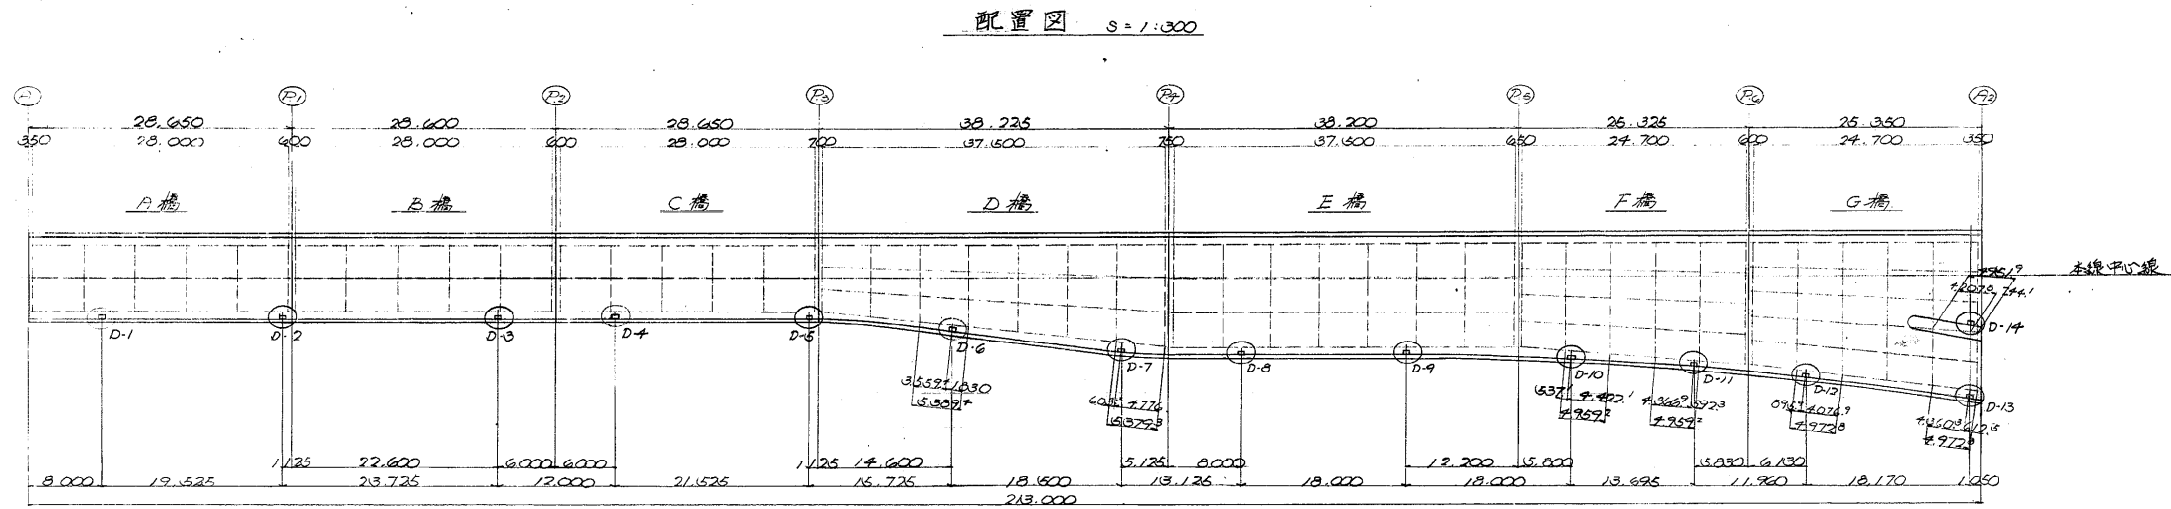 配置図 S=1:300
A P1 P2 P3 P4 P5 P6 A2
28.650 28.600 28.650 38.225 38.200 25.325 25.350
350 28.000 600 28.000 600 28.000 700 37.500 750 37.500 650 24.700 600 24.700 350
A橋 B橋 C橋 D橋 E橋 F橋 G橋
本線中心線
D-1 D-2 D-3 D-4 D-5 D-6 D-7 D-8 D-9 D-10 D-11 D-12 D-13 D-14
1.125 22.600 6.000 6.000 1.125 14.600 5.125 8.000 12.200 5.800 5.830 6.130
8.000 19.525 23.725 12.000 21.525 15.725 18.500 13.125 18.000 18.000 13.695 11.960 18.170 1.050
213.000